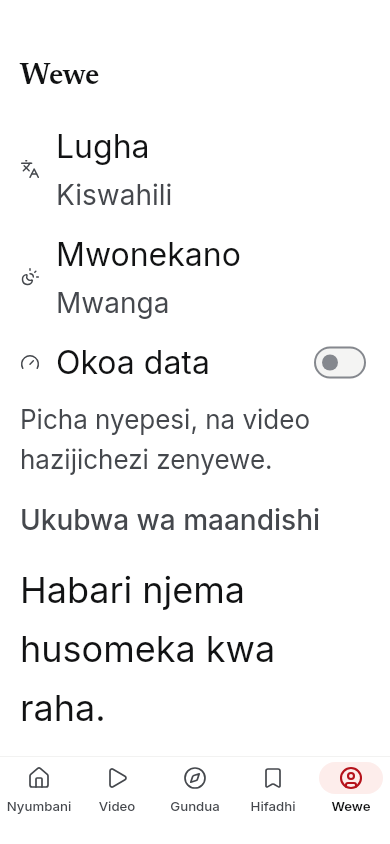 Wewe
Lugha
Kiswahili
Mwonekano
Mwanga
Okoa data
Picha nyepesi, na video
hazijichezi zenyewe.
Ukubwa wa maandishi
Habari njema
husomeka kwa
raha.
Nyumbani
Video
Gundua
Hifadhi
Wewe